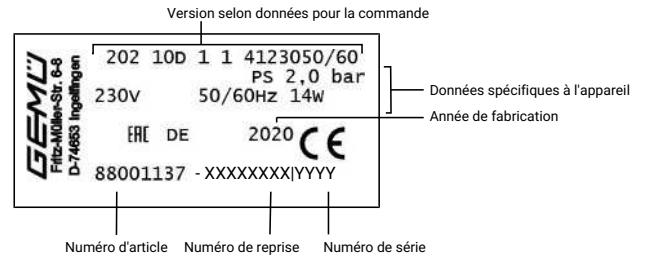 Version selon données pour la commande
GEMÜ
Fritz-Müller-Str. 6-8
D-74653 Ingelfingen
202 10D 1 1 4123050/60
PS 2,0 bar
230V 50/60Hz 14W
EAC DE 2020 CE
88001137 -XXXXXXXX|YYYY
Données spécifiques à l'appareil
Année de fabrication
Numéro d'article Numéro de reprise Numéro de série